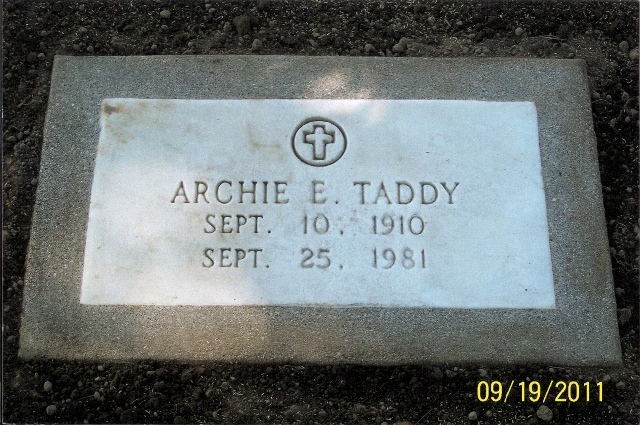 ARCHIE E. TADDY
SEPT. 10, 1910
SEPT. 25, 1981
09/19/2011